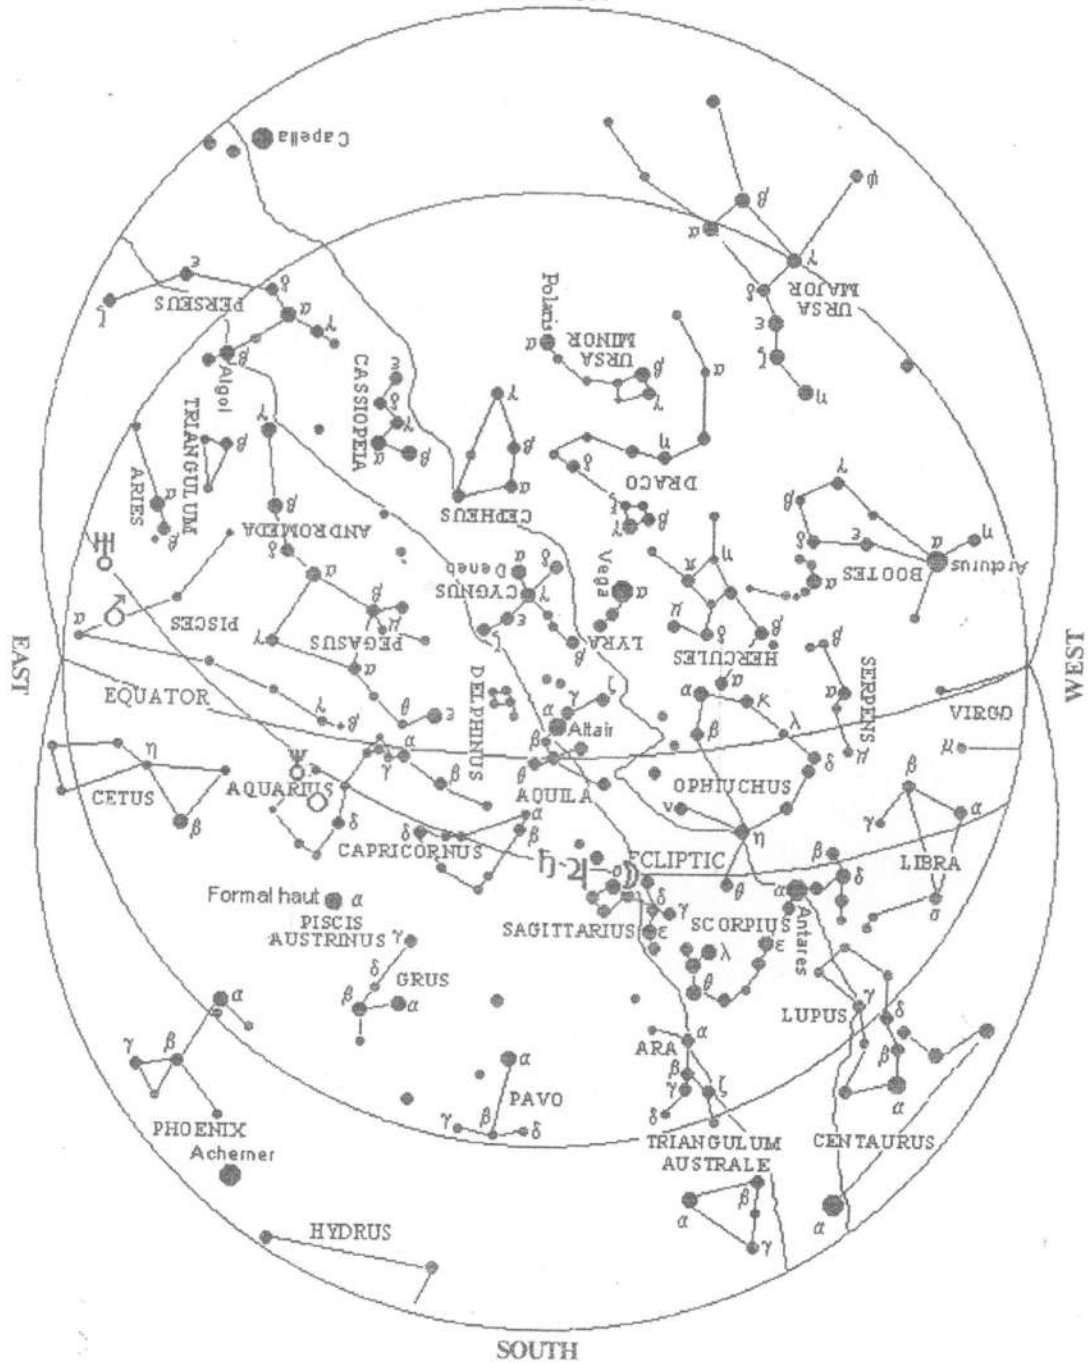 Capella
β
ψ
α
γ
URSA
MAJOR
δ
ε
ζ
η
ε
δ
PERSEUS
ζ
α
γ
β
Algol
Polaris
α
URSA
MINOR
β
γ
α
CASSIOPEIA
ε
δ
γ
α
β
γ
β
α
CEPHEUS
η
δ
DRACO
ξ
β
γ
TRIANGULUM
β
γ
ARIES
α
β
β
ANDROMEDA
δ
α
γ
β
δ
ε
α
η
Arcturus
BOOTES
α
α
Deneb
δ
CYGNUS
γ
ε
ζ
β
Vega
α
LYRA
π
η
μ
δ
β
HERCULES
α
α
PISCES
β
μ
γ
PEGASUS
α
θ
ε
β
α
SERPENS
μ
EAST
WEST
EQUATOR
γ
β
DELPHINUS
ζ
γ
α
Altair
β
θ
AQUILA
α
κ
β
λ
δ
OPHIUCHUS
ν
η
θ
VIRGO
μ
η
CETUS
β
AQUARIUS
γ
α
β
δ
δ
CAPRICORNUS
α
β
ECLIPTIC
σ
β
α
γ
LIBRA
σ
Formal haut
α
PISCIS
AUSTRINUS
γ
SAGITTARIUS
δ
γ
ε
SCORPIUS
α
Antares
β
δ
ε
λ
θ
δ
GRUS
β
α
LUPUS
γ
δ
β
α
α
γ
β
PHOENIX
Acherner
α
PAVO
γ
β
δ
ARA
α
β
γ
ζ
δ
TRIANGULUM
AUSTRALE
β
α
γ
CENTAURUS
α
HYDRUS
SOUTH